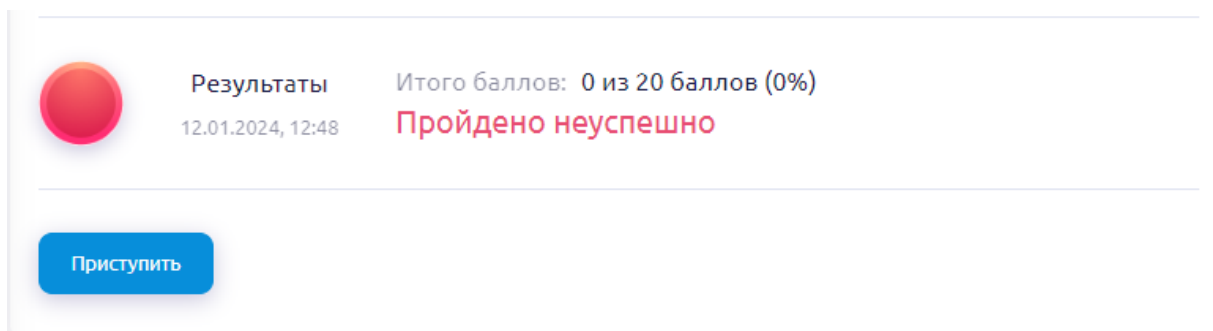 Результаты
12.01.2024, 12:48
Итого баллов: 0 из 20 баллов (0%)
Пройдено неуспешно
Приступить